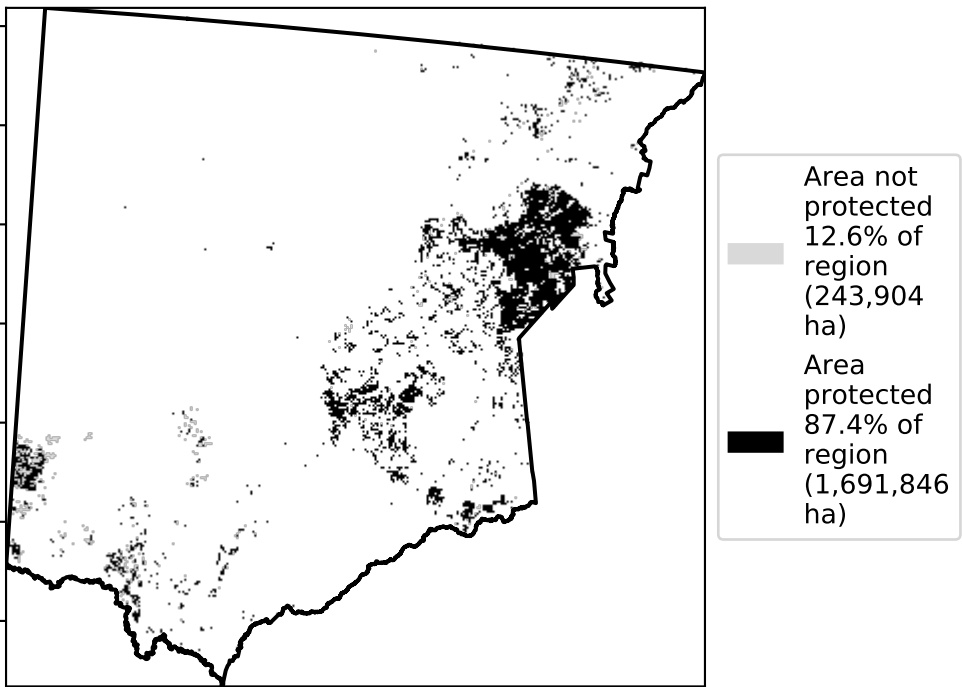 Area not
protected
12.6% of
region
(243,904
ha)
Area
protected
87.4% of
region
(1,691,846
ha)